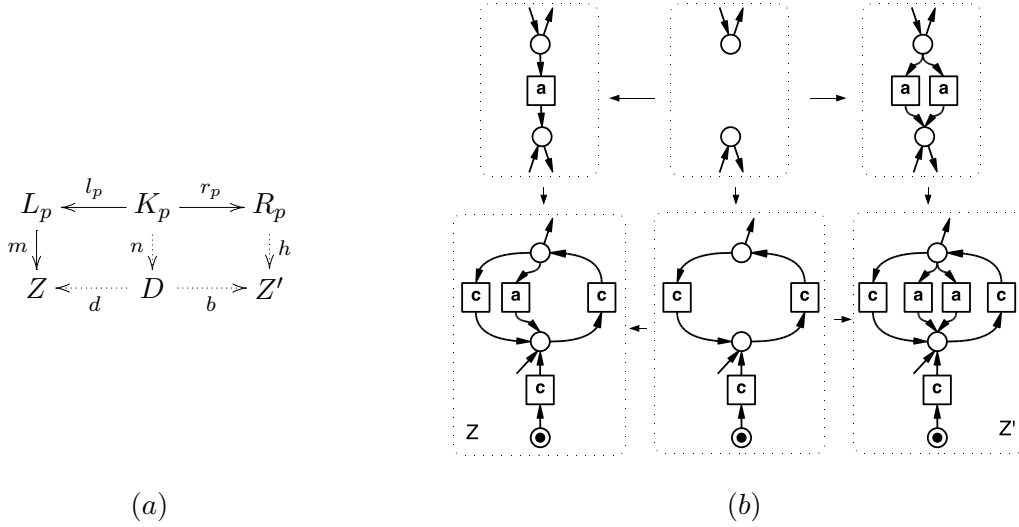 a
a a
l_p r_p
L_p K_p R_p
m n h
Z D Z′
d b
c a c
c c
c a a c
c
c
c
Z
Z'
(a) (b)